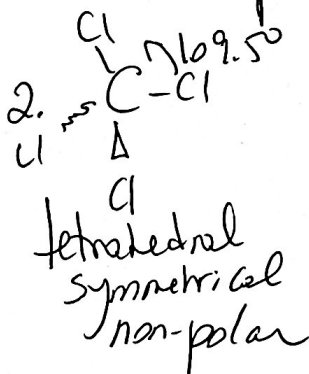 Cl
109.5°
2. C-Cl
Cl
Cl
tetrahedral
symmetrical
non-polar